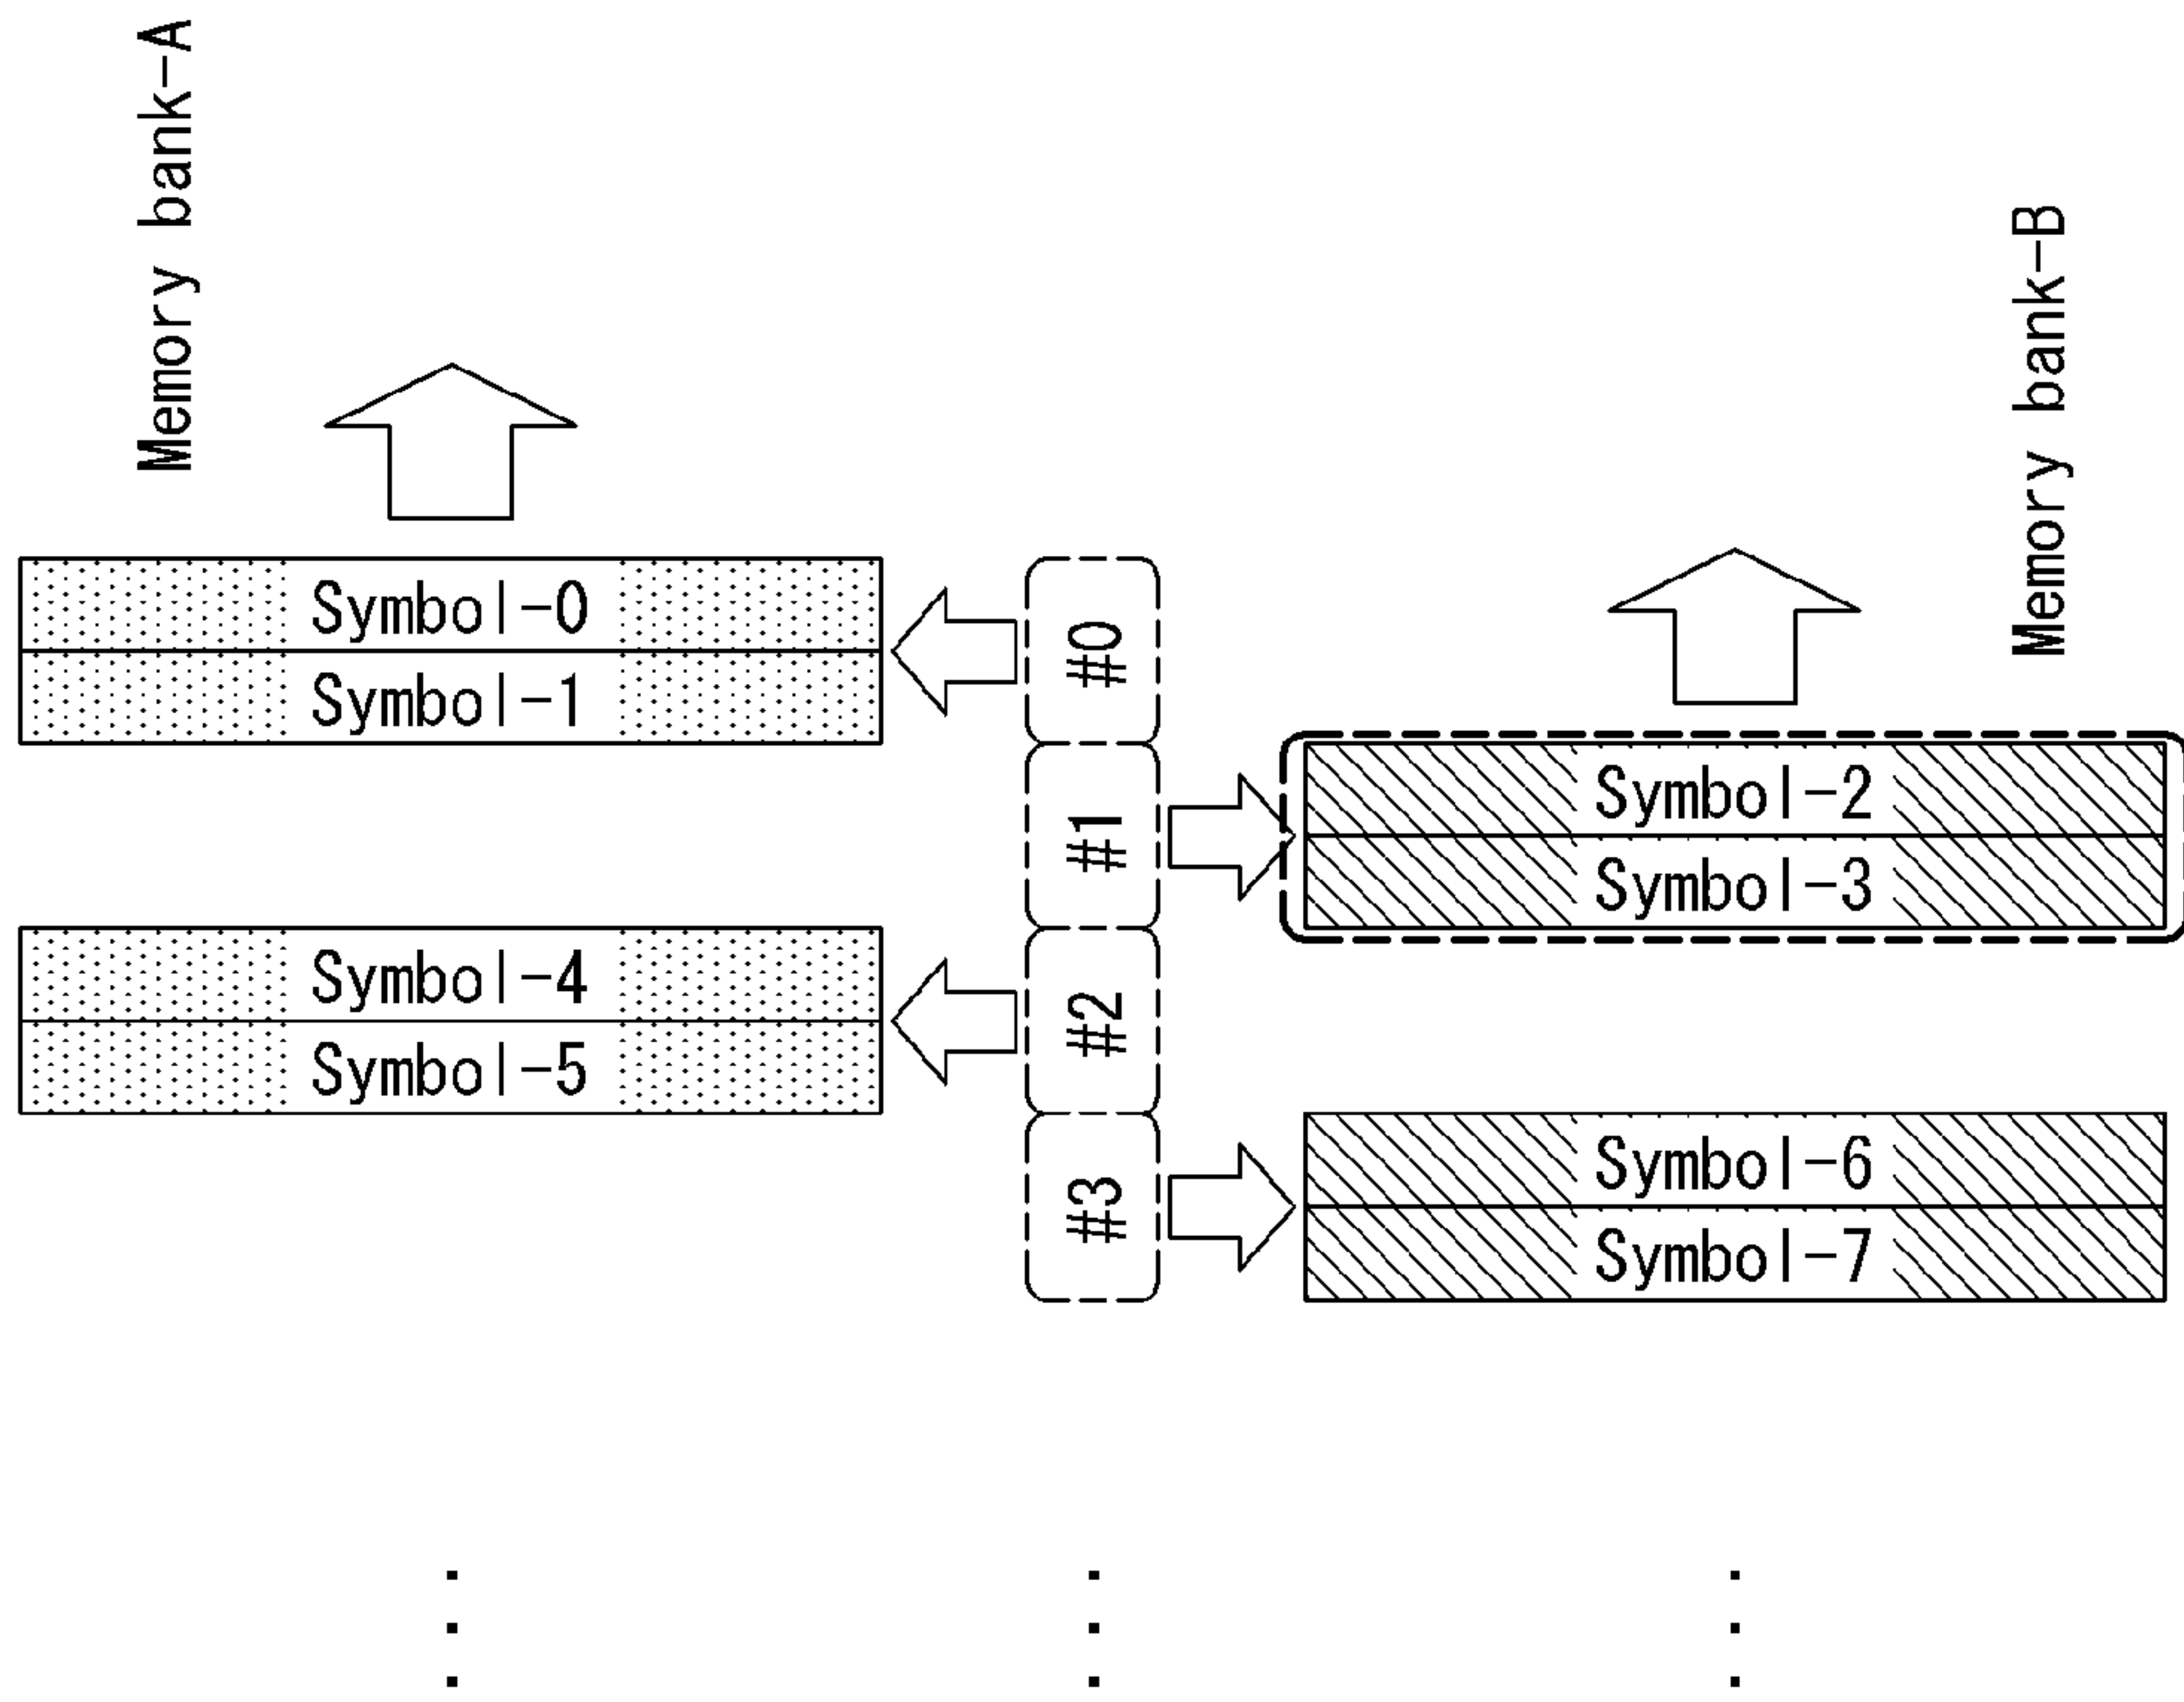 Memory bank-A
Memory bank-B
Symbol-0
Symbol-1
#0
#1
Symbol-2
Symbol-3
Symbol-4
Symbol-5
#2
#3
Symbol-6
Symbol-7